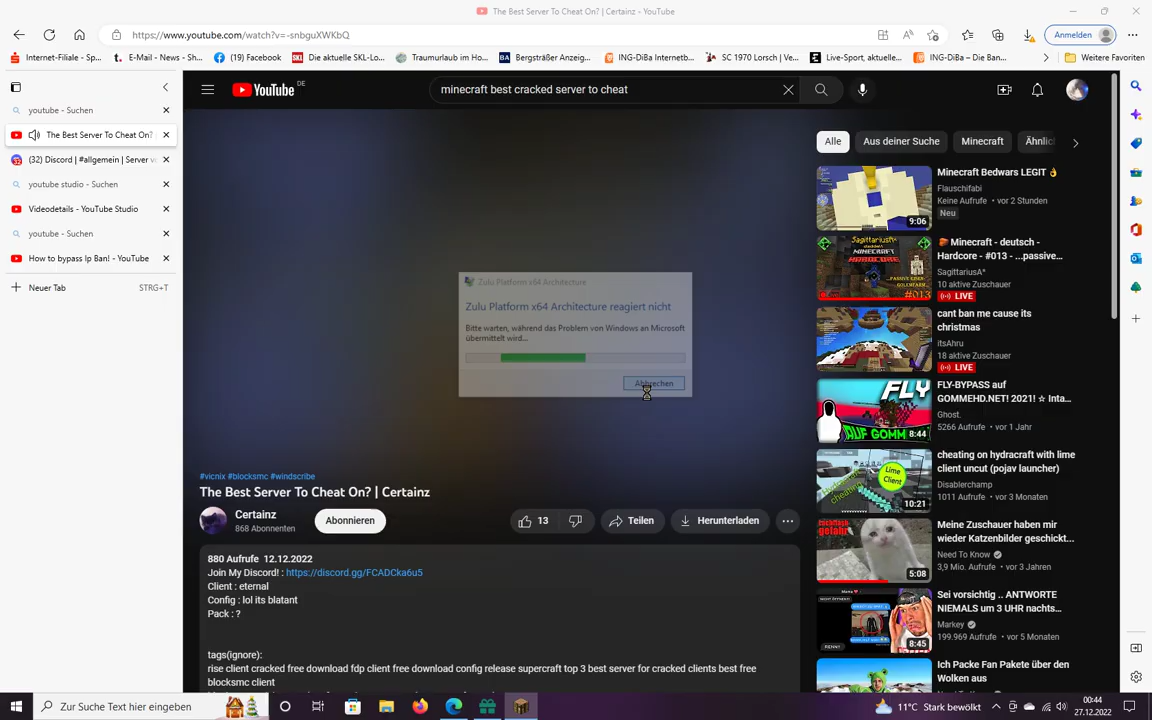 The Best Server To Cheat On? | Certainz - YouTube
https://www.youtube.com/watch?v=-snbguXWKbQ
Anmelden
Internet-Filiale - Sp...
E-Mail - News - Sh...
(19) Facebook
Die aktuelle SKL-Lo...
Traumurlaub im Ho...
Bergsträßer Anzeig...
ING-DiBa Internetb...
SC 1970 Lorsch | Ve...
Live-Sport, aktuelle...
ING-DiBa – Die Ban...
Weitere Favoriten
youtube - Suchen
The Best Server To Cheat On?
(32) Discord | #allgemein | Server v
youtube studio - Suchen
Videodetails - YouTube Studio
youtube - Suchen
How to bypass Ip Ban! - YouTube
Neuer Tab
STRG+T
YouTube DE
minecraft best cracked server to cheat
Zulu Platform x64 Architecture
Zulu Platform x64 Architecture reagiert nicht
Bitte warten, während das Problem von Windows an Microsoft
übermittelt wird...
Abbrechen
#vicnix #blocksmc #windscribe
The Best Server To Cheat On? | Certainz
Certainz
868 Abonnenten
Abonnieren
13
Teilen
Herunterladen
880 Aufrufe 12.12.2022
Join My Discord! : https://discord.gg/FCADCka6u5
Client : eternal
Config : lol its blatant
Pack : ?
tags(ignore):
rise client cracked free download fdp client free download config release supercraft top 3 best server for cracked clients best free
blocksmc client
Alle
Aus deiner Suche
Minecraft
Ähnlic
Minecraft Bedwars LEGIT 👌
Flauschifabi
Keine Aufrufe • vor 2 Stunden
Neu
9:06
Minecraft - deutsch -
Hardcore - #013 - ...passive...
SagittariusA*
10 aktive Zuschauer
LIVE
SagittariusA*
HARDCORE
#013
cant ban me cause its
christmas
itsAhru
18 aktive Zuschauer
LIVE
FLY-BYPASS auf
GOMMEHD.NET! 2021! ☆ Inta...
Ghost.
5266 Aufrufe • vor 1 Jahr
FLY
AUF GOMM
8:44
cheating on hydracraft with lime
client uncut (pojav launcher)
Disablerchamp
1011 Aufrufe • vor 3 Monaten
Lime
Client
10:21
Meine Zuschauer haben mir
wieder Katzenbilder geschickt...
Need To Know
3,9 Mio. Aufrufe • vor 3 Jahren
5:08
Sei vorsichtig .. ANTWORTE
NIEMALS um 3 UHR nachts...
Markey
199.969 Aufrufe • vor 5 Monaten
8:45
Ich Packe Fan Pakete über den
Wolken aus
Zur Suche Text hier eingeben
11°C Stark bewölkt
00:44
27.12.2022